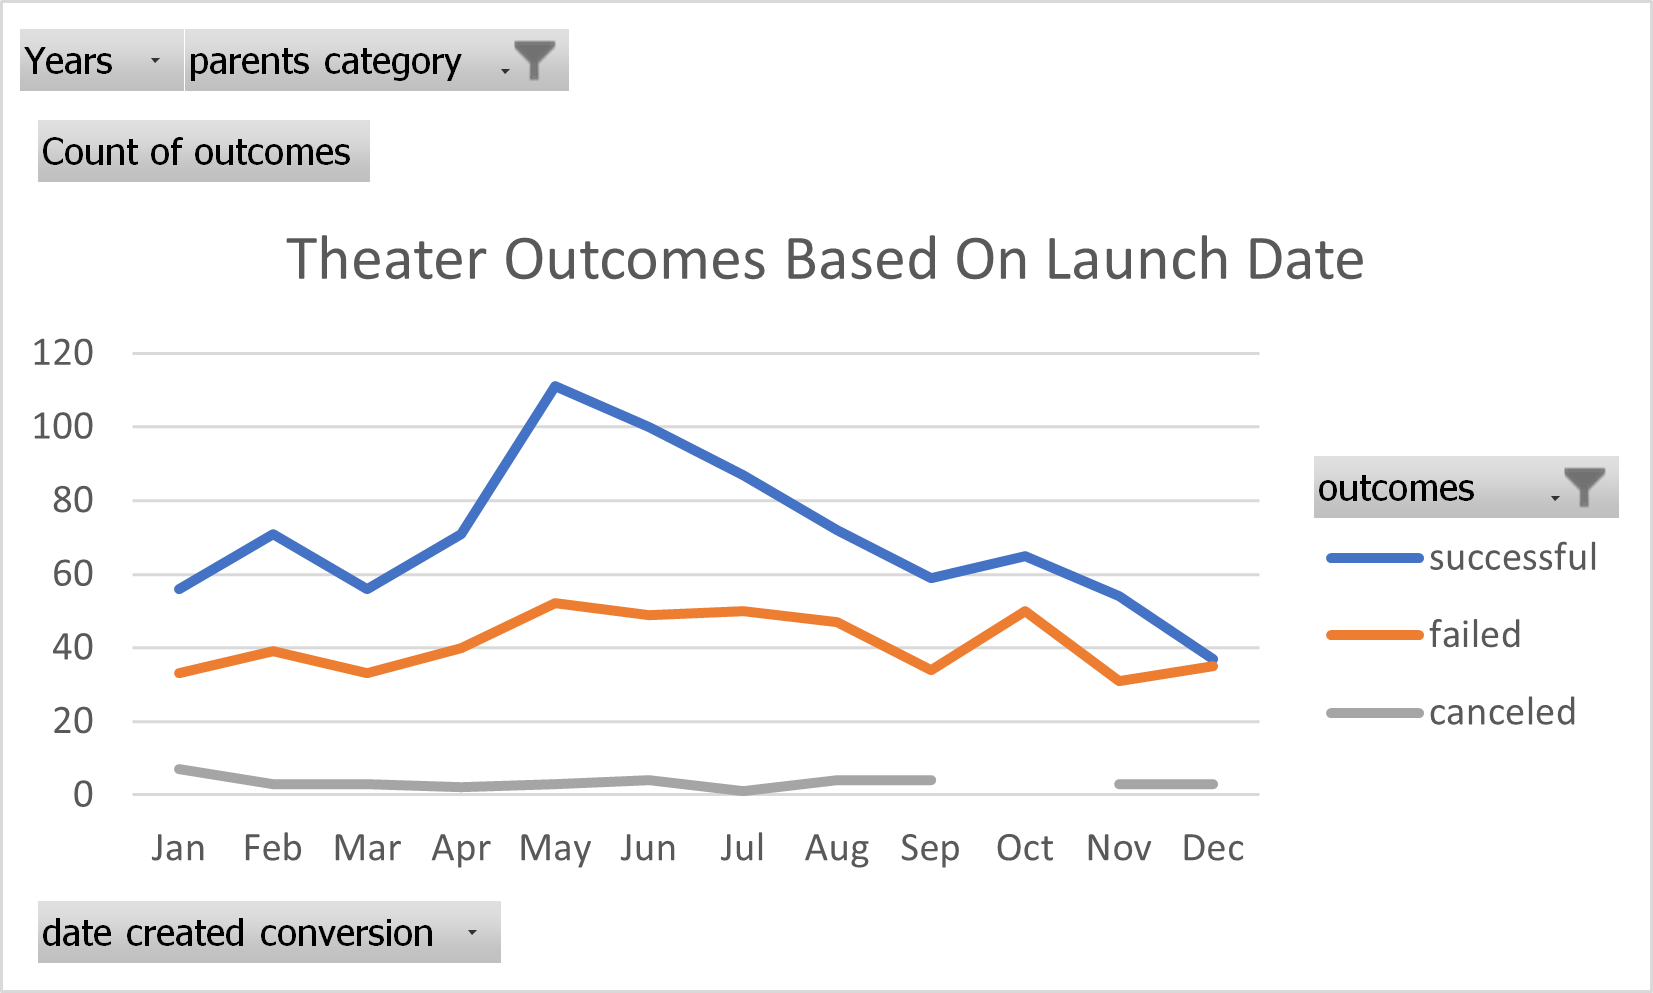 Years parents category
Count of outcomes
Theater Outcomes Based On Launch Date
120
100
80
60
40
20
0
Jan Feb Mar Apr May Jun Jul Aug Sep Oct Nov Dec
outcomes
successful
failed
canceled
date created conversion